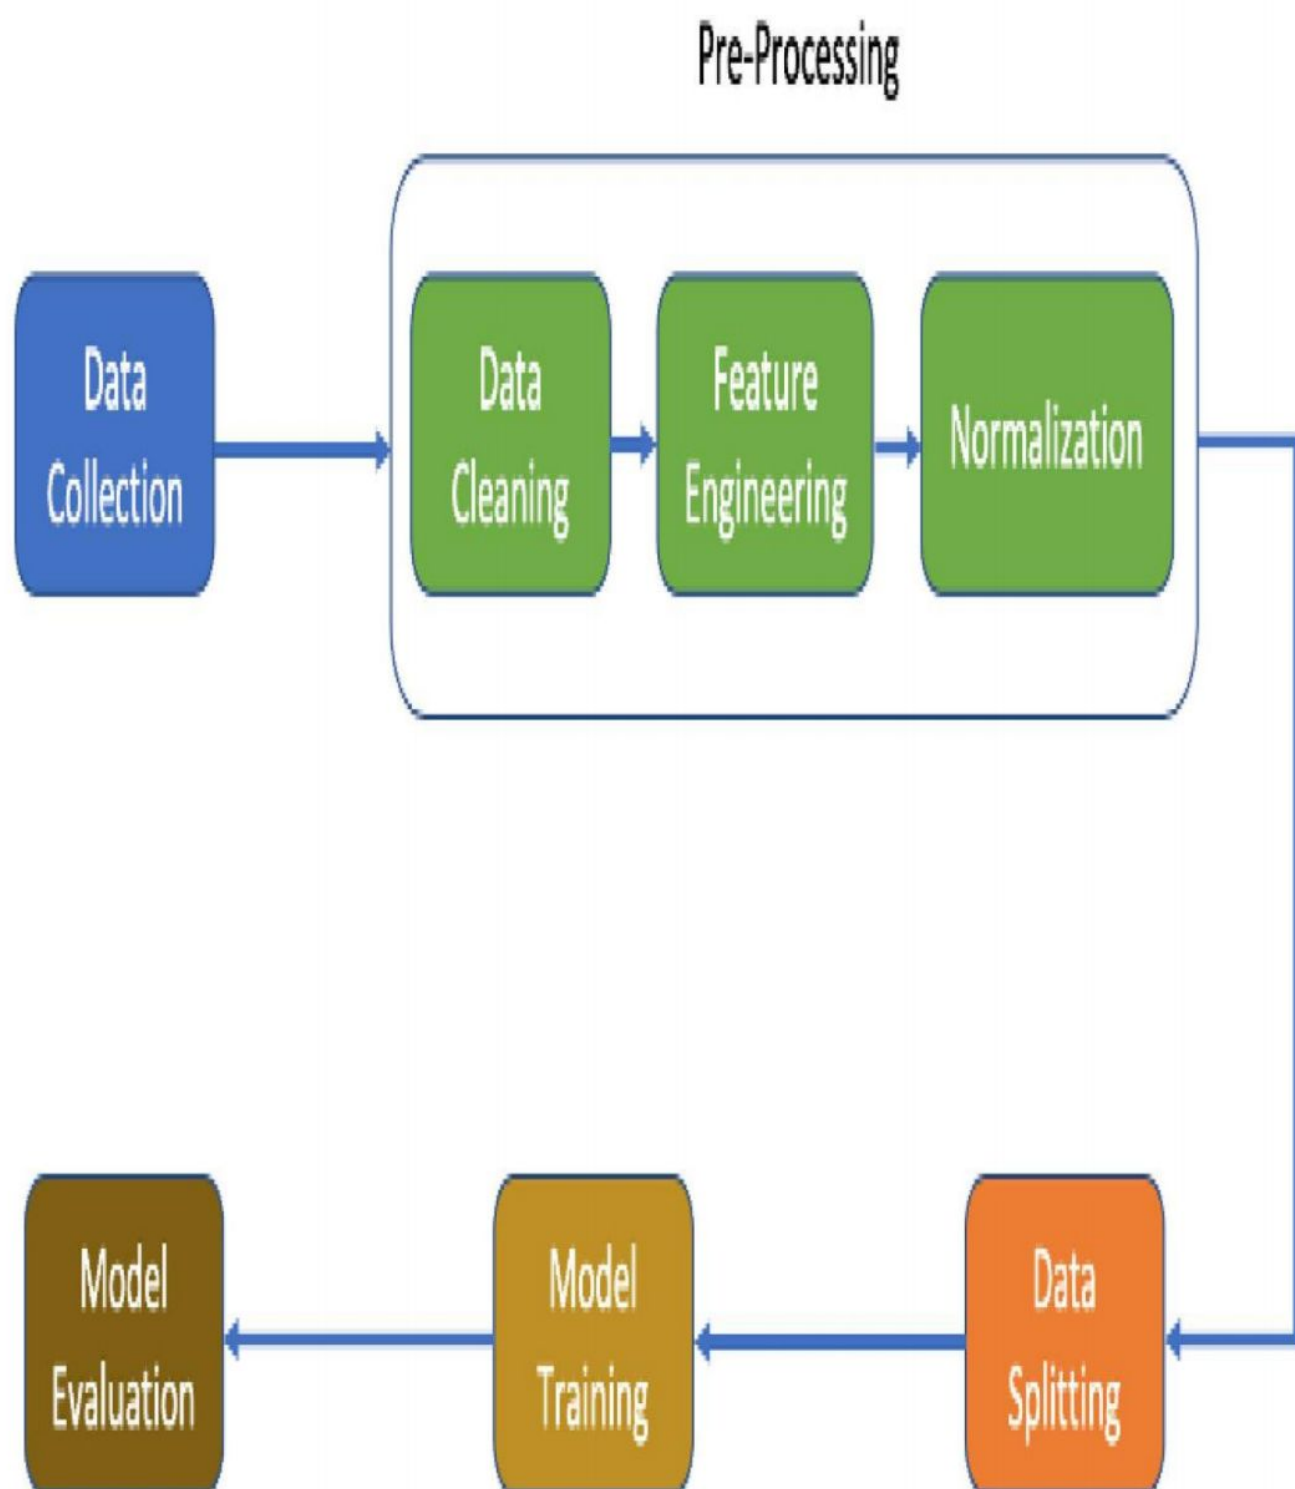 Pre-Processing
Data
Collection
Data
Cleaning
Feature
Engineering
Normalization
Model
Evaluation
Model
Training
Data
Splitting